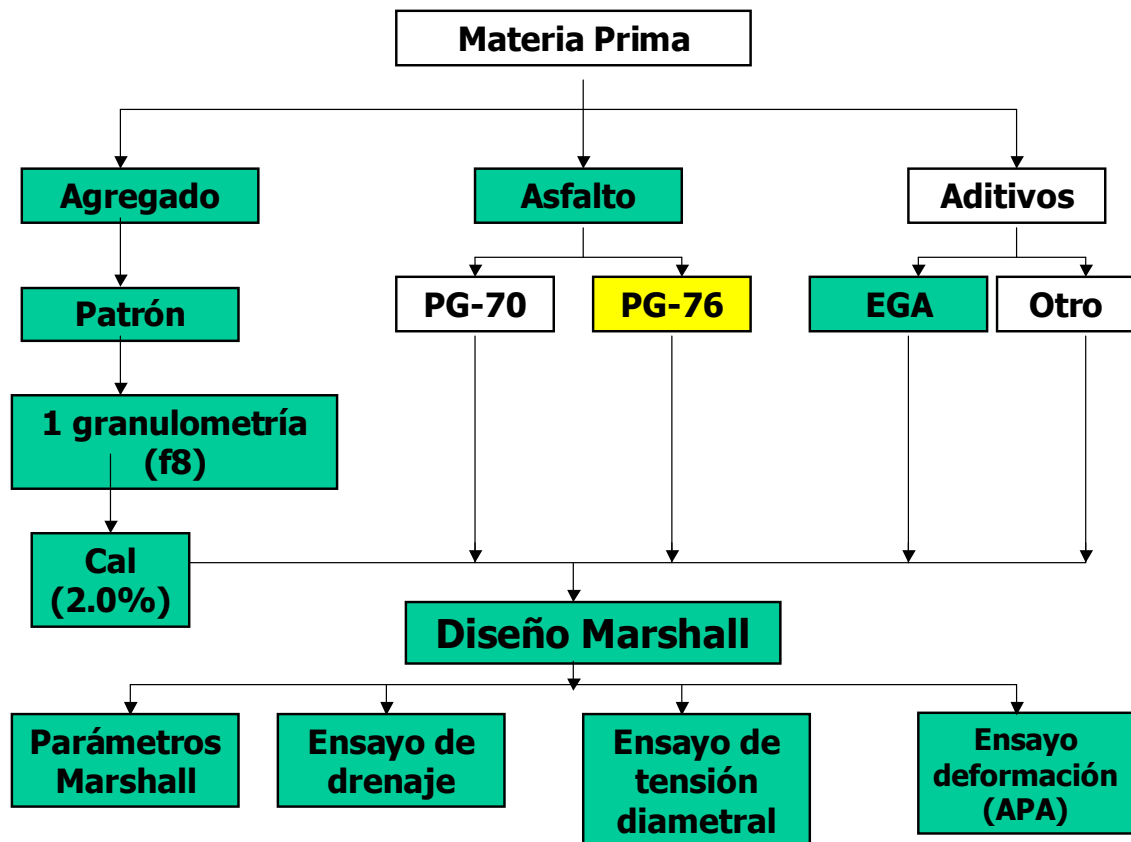 Materia Prima
Agregado
Asfalto
Aditivos
Patrón
PG-70
PG-76
EGA
Otro
1 granulometría
(f8)
Cal
(2.0%)
Diseño Marshall
Parámetros
Marshall
Ensayo de
drenaje
Ensayo de
tensión
diametral
Ensayo
deformación
(APA)